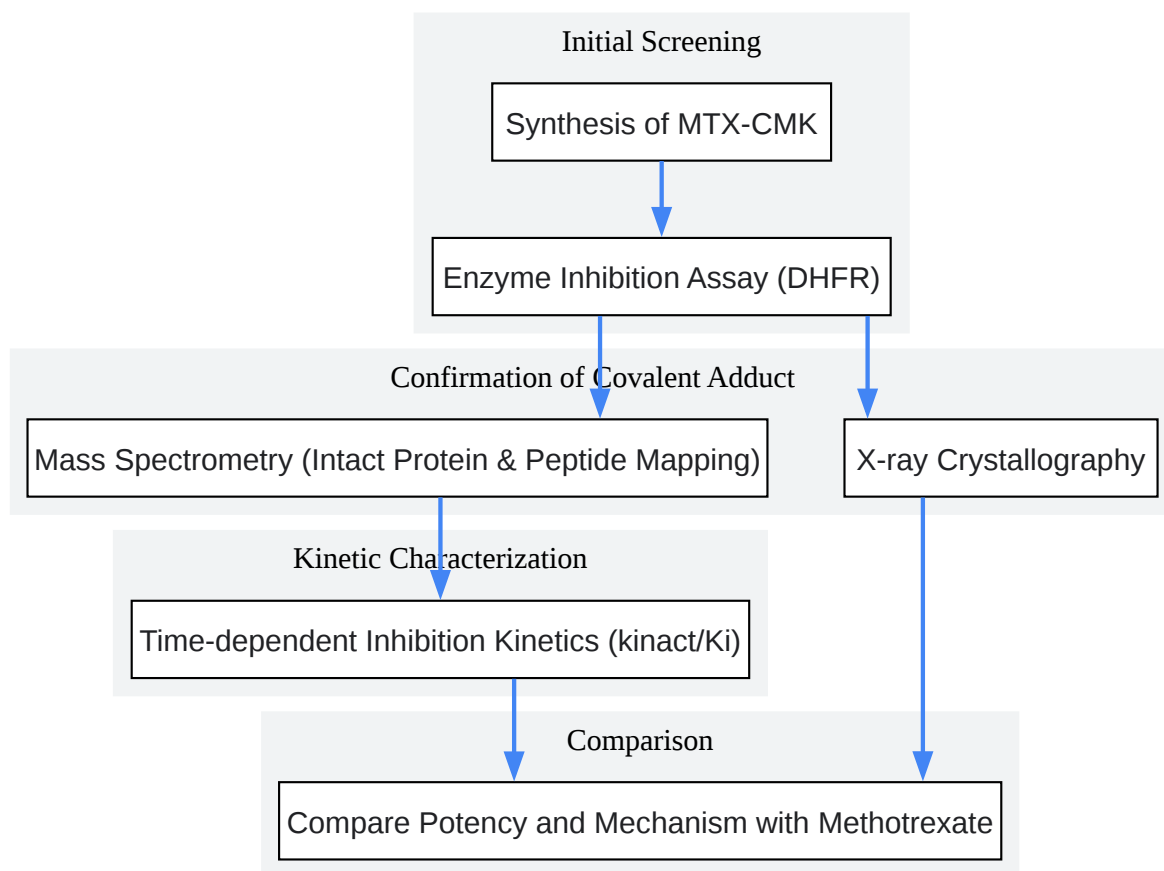 Initial Screening
Synthesis of MTX-CMK
Enzyme Inhibition Assay (DHFR)
Confirmation of Covalent Adduct
Mass Spectrometry (Intact Protein & Peptide Mapping)
X-ray Crystallography
Kinetic Characterization
Time-dependent Inhibition Kinetics (kinact/Ki)
Comparison
Compare Potency and Mechanism with Methotrexate